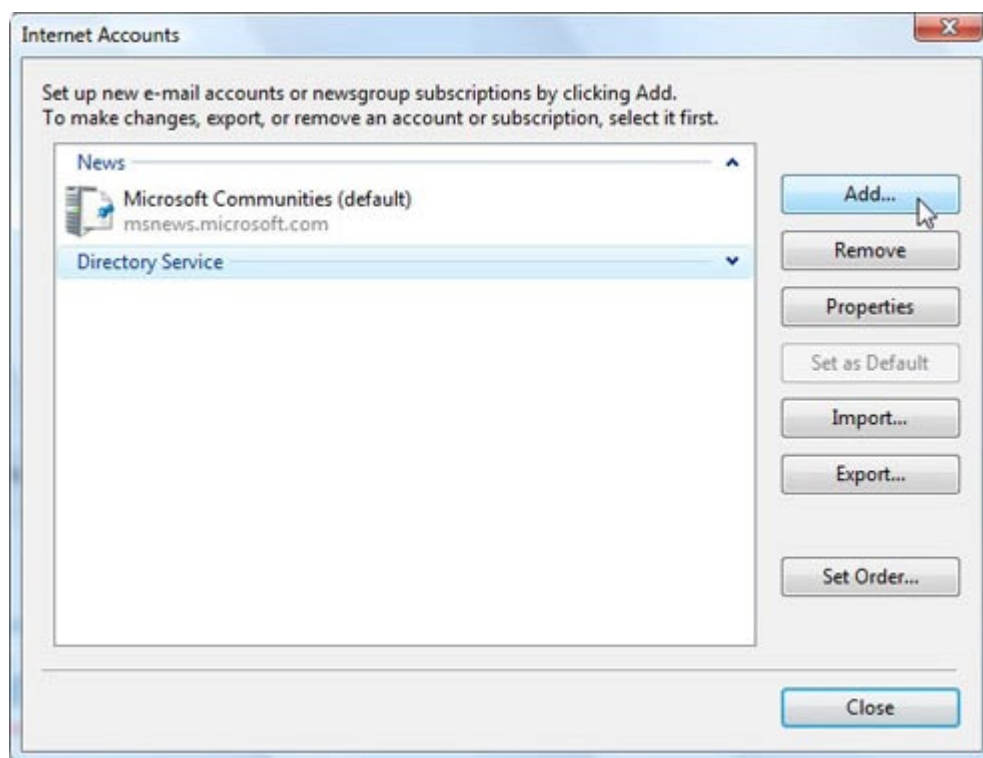 Internet Accounts
Set up new e-mail accounts or newsgroup subscriptions by clicking Add.
To make changes, export, or remove an account or subscription, select it first.
News
Microsoft Communities (default)
msnews.microsoft.com
Directory Service
Add...
Remove
Properties
Set as Default
Import...
Export...
Set Order...
Close